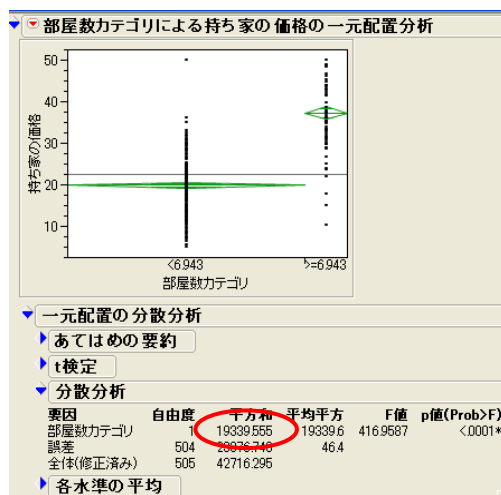 部屋数カテゴリによる持ち家の価格の一元配置分析
50
40
30
20
10
持ち家の価格
<6.943 >=6.943
部屋数カテゴリ
一元配置の分散分析
あてはめの要約
t検定
分散分析
要因 自由度 平方和 平均平方 F値 p値(Prob>F)
部屋数カテゴリ 1 19339.555 19339.6 416.9587 <.0001*
誤差 504 46.4
全体(修正済み) 505 42716.295
各水準の平均